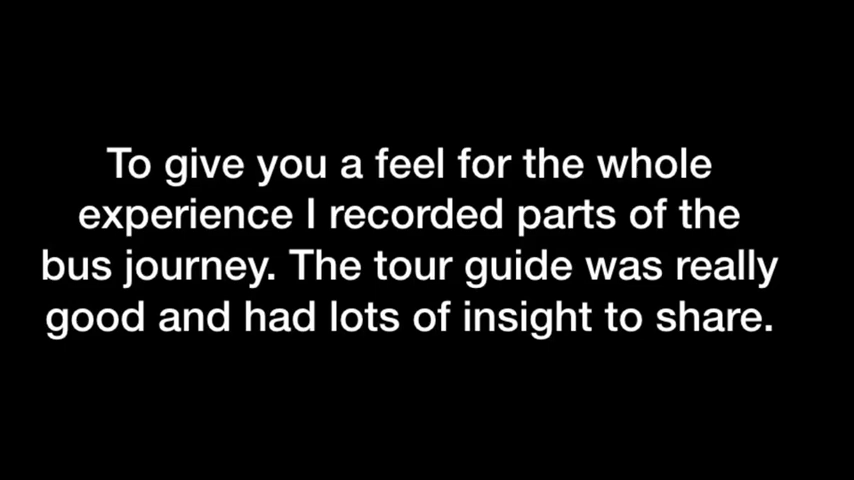 To give you a feel for the whole
experience I recorded parts of the
bus journey. The tour guide was really
good and had lots of insight to share.